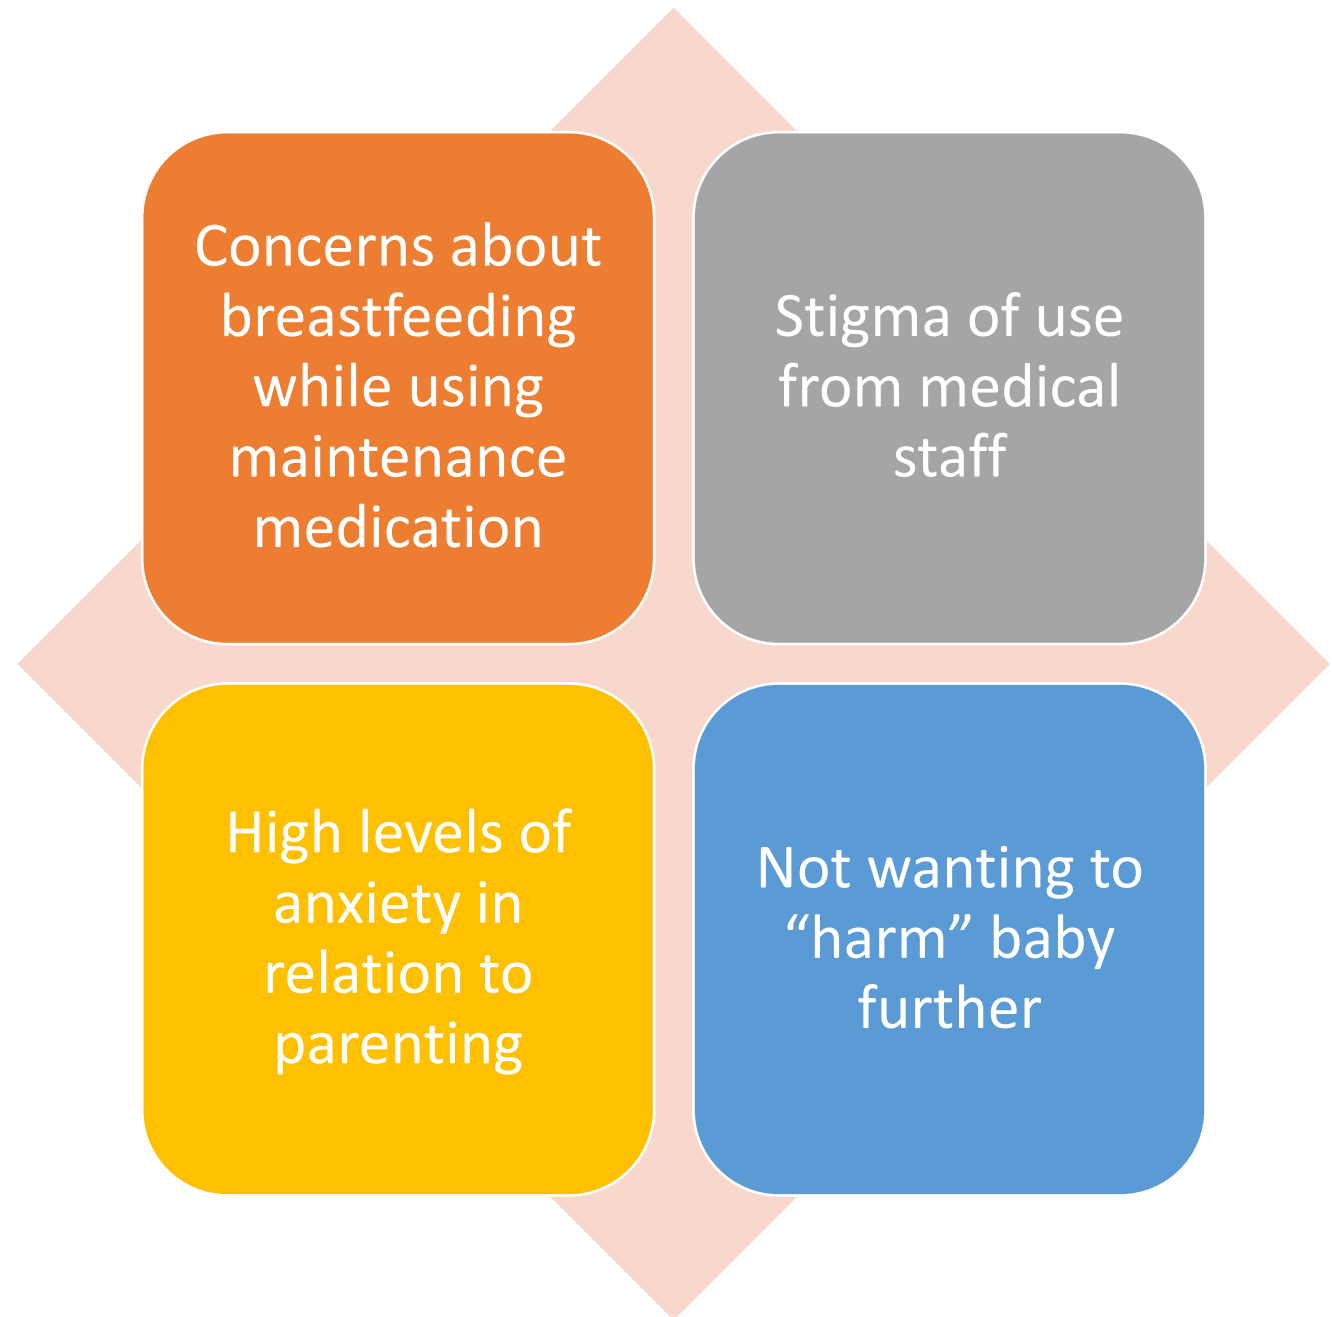 Concerns about
breastfeeding
while using
maintenance
medication
Stigma of use
from medical
staff
High levels of
anxiety in
relation to
parenting
Not wanting to
“harm” baby
further